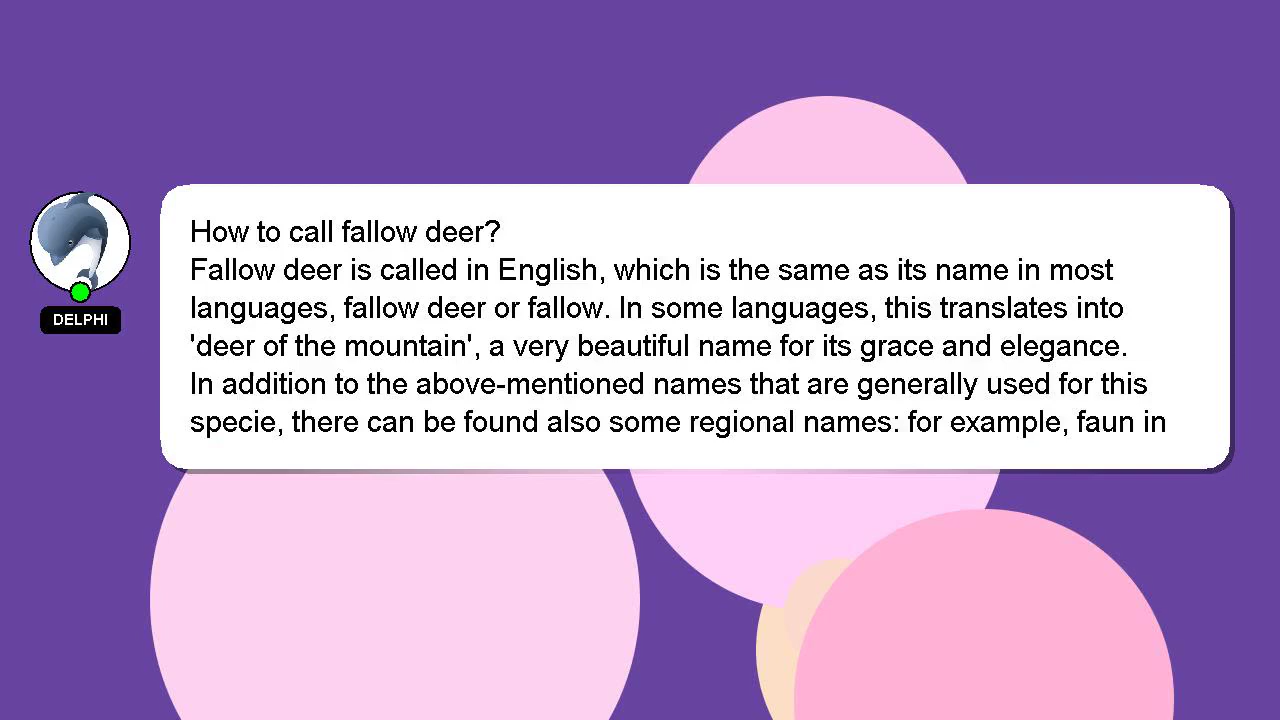 How to call fallow deer?
Fallow deer is called in English, which is the same as its name in most
languages, fallow deer or fallow. In some languages, this translates into
'deer of the mountain', a very beautiful name for its grace and elegance.
In addition to the above-mentioned names that are generally used for this
specie, there can be found also some regional names: for example, faun in
DELPHI